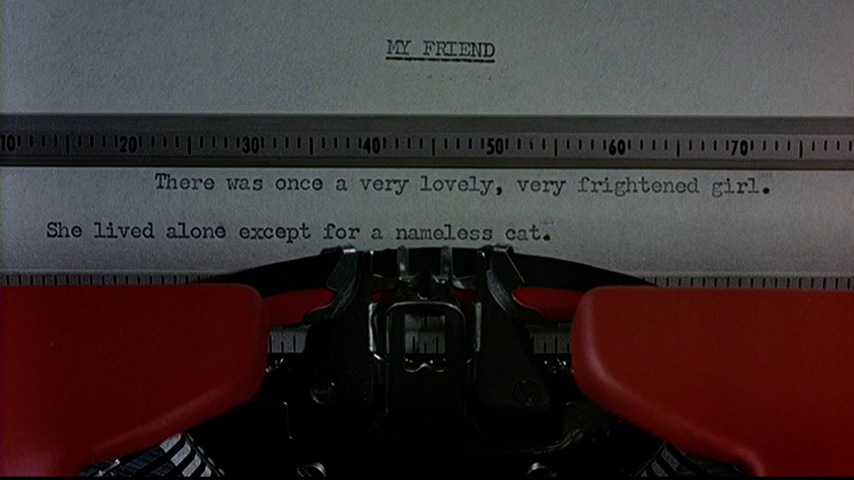 MY FRIEND
10 20 30 40 50 60 70
There was once a very lovely, very frightened girl.
She lived alone except for a nameless cat.